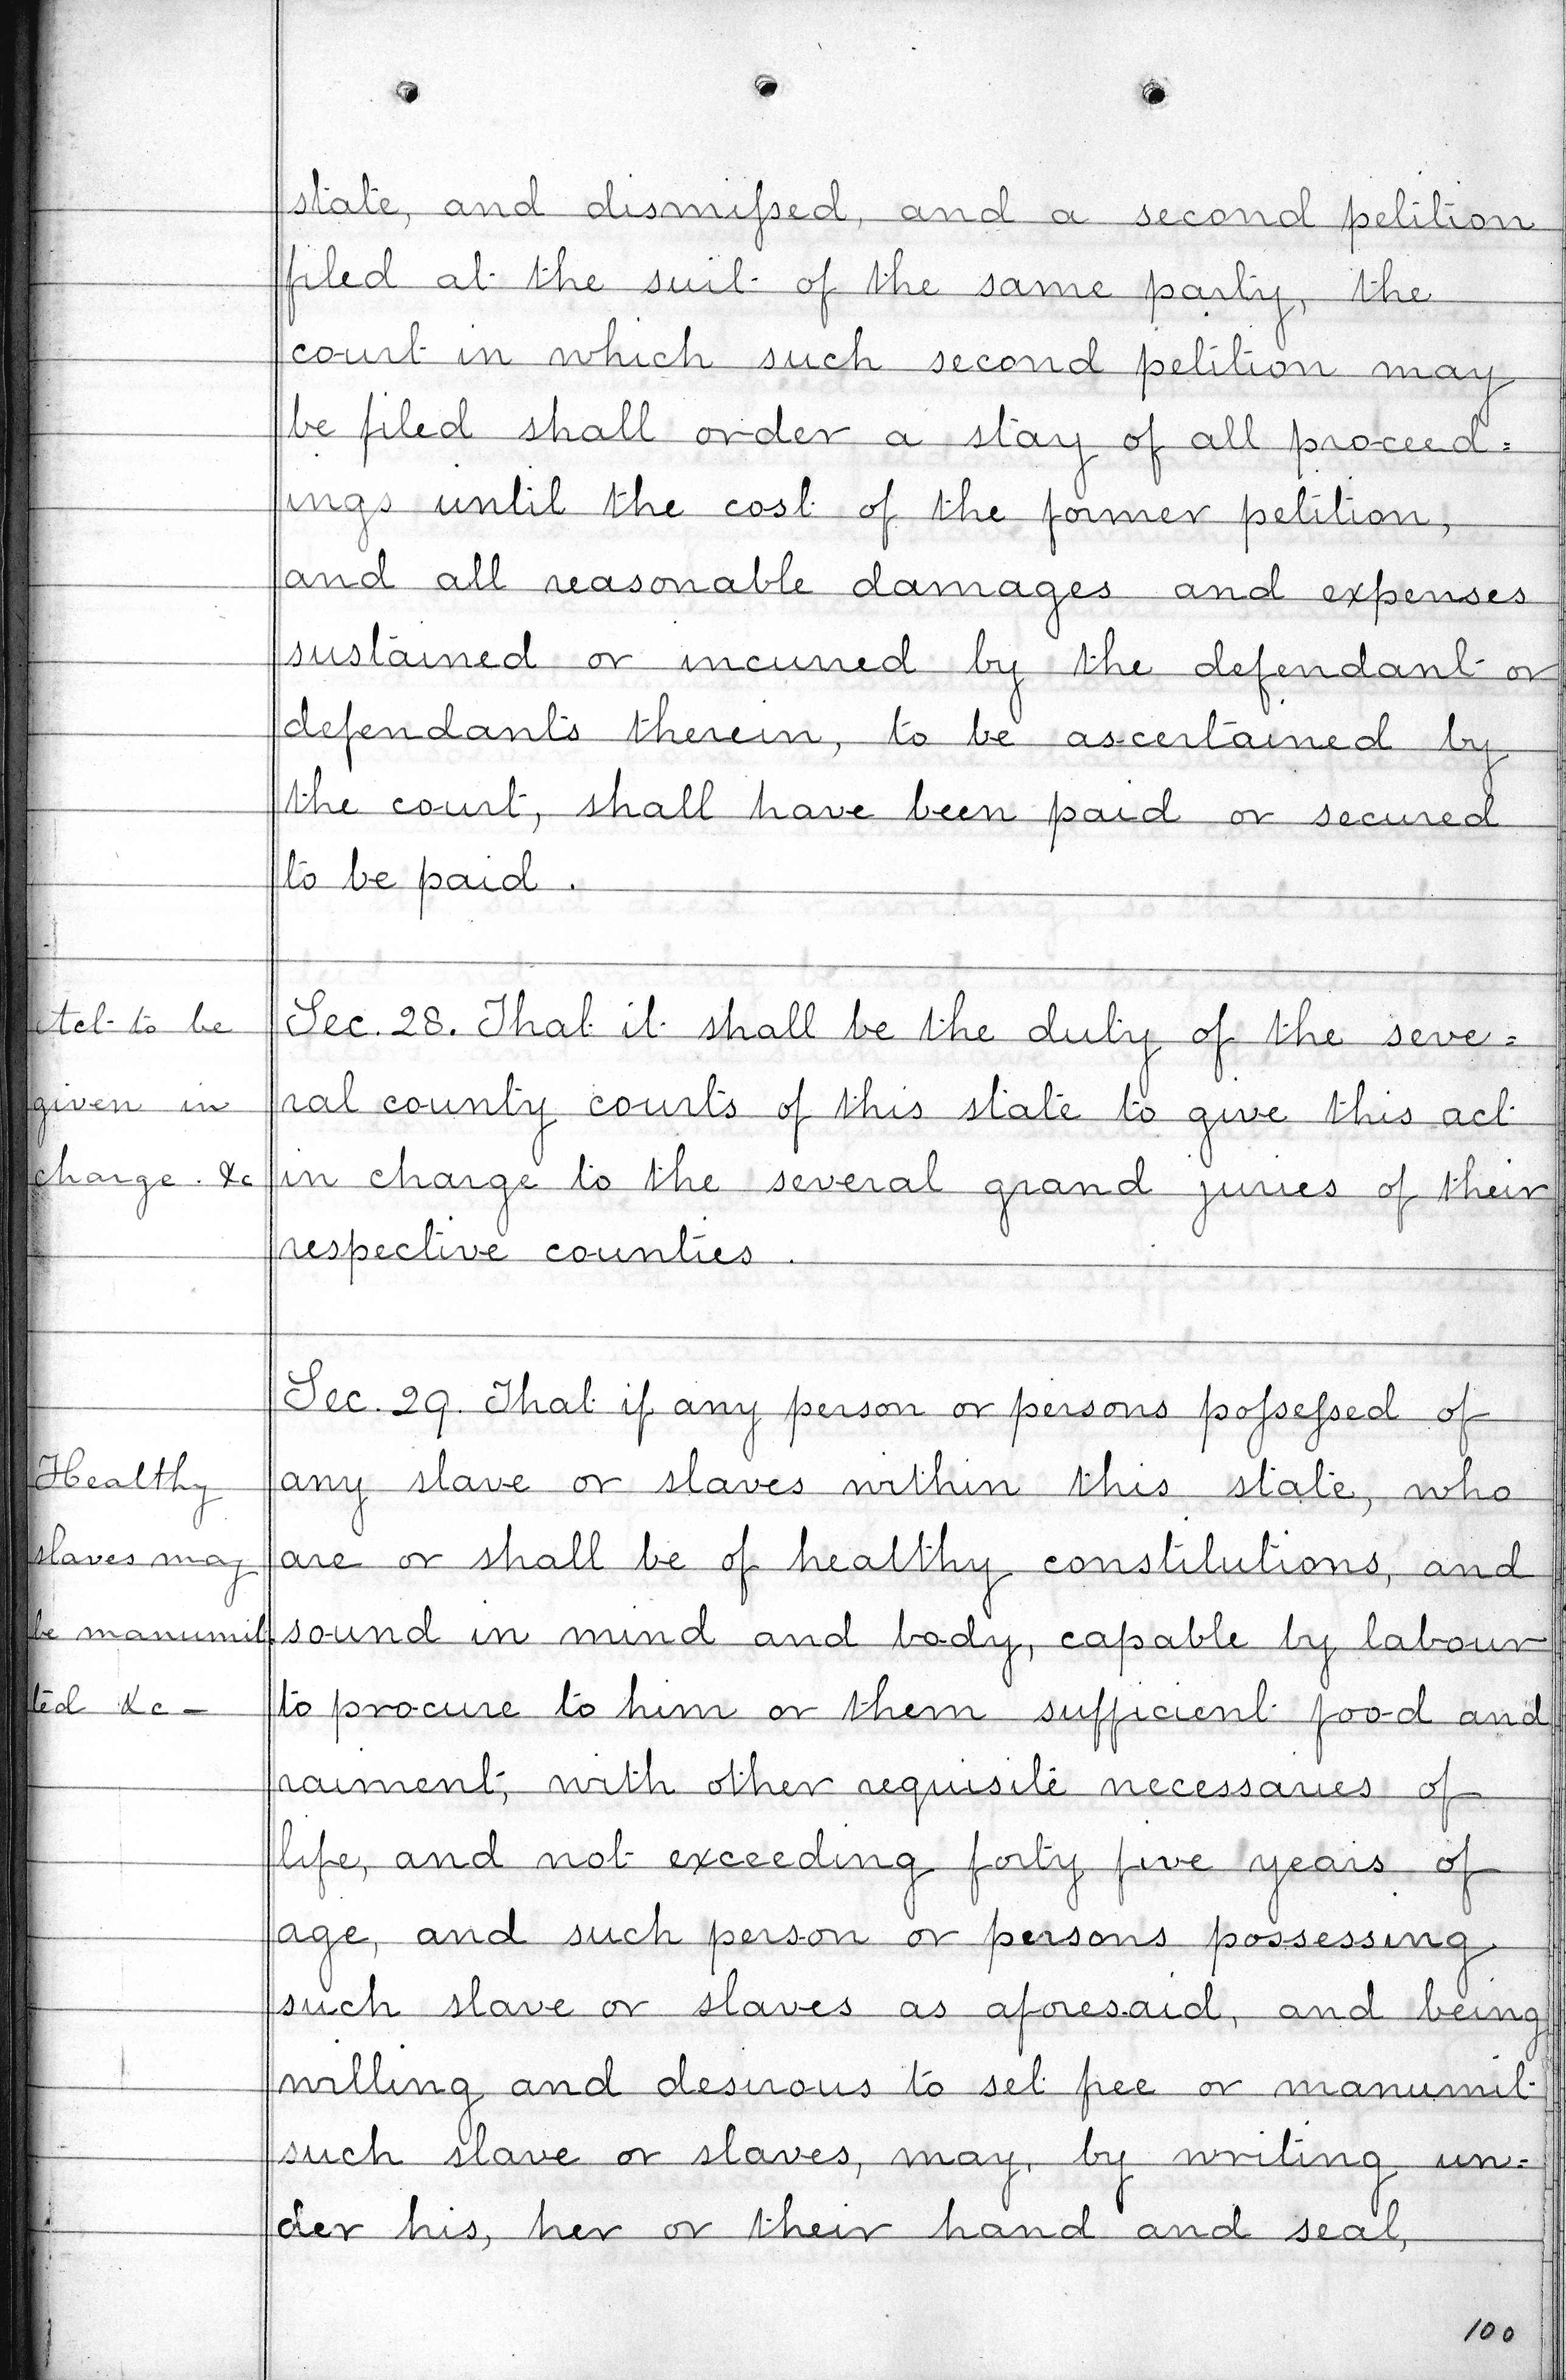 state, and dismifsed, and a second petition
filed at the suit of the same party, the
court in which such second petition may
be filed shall order a stay of all proceed=
ings until the cost of the former petition,
and all reasonable damages and expenses
sustained or incurred by the defendant or
defendants therein, to be ascertained by
the court, shall have been paid or secured
to be paid .
Act to be
given in
charge . &c
Sec. 28. That it shall be the duty of the seve=
ral county courts of this state to give this act
in charge to the several grand juries of their
respective counties .
Healthy
slaves may
be manumit
ted &c –
Sec. 29. That if any person or persons pofsefsed of
any slave or slaves within this state, who
are or shall be of healthy constitutions, and
sound in mind and body, capable by labour
to procure to him or them sufficient food and
raiment, with other requisite necessaries of
life, and not exceeding forty five years of
age, and such person or persons possessing
such slave or slaves as aforesaid, and being
willing and desirous to set free or manumit
such slave or slaves, may, by writing un=
der his, her or their hand and seal,
100